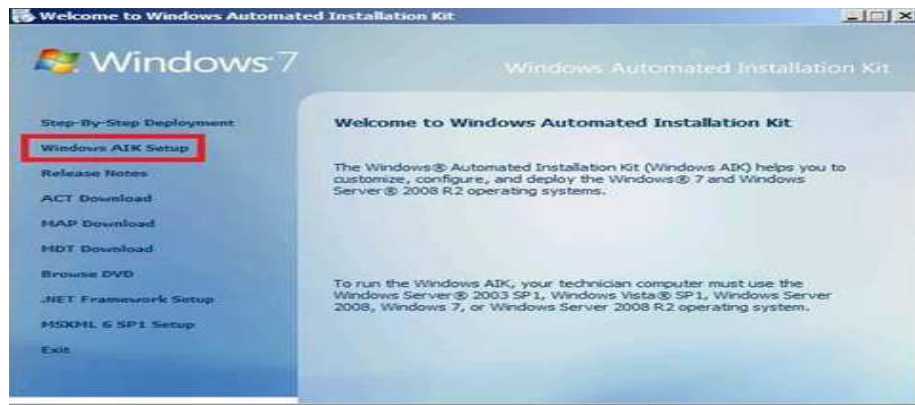 Welcome to Windows Automated Installation Kit
Windows 7
Windows Automated Installation Kit
Step-By-Step Deployment
Windows AIK Setup
Release Notes
ACT Download
MAP Download
MDT Download
Browse DVD
.NET Framework Setup
MSXML 6 SP1 Setup
Exit
Welcome to Windows Automated Installation Kit
The Windows® Automated Installation Kit (Windows AIK) helps you to
customize, configure, and deploy the Windows® 7 and Windows
Server® 2008 R2 operating systems.
To run the Windows AIK, your technician computer must use the
Windows Server® 2003 SP1, Windows Vista® SP1, Windows Server
2008, Windows 7, or Windows Server 2008 R2 operating system.